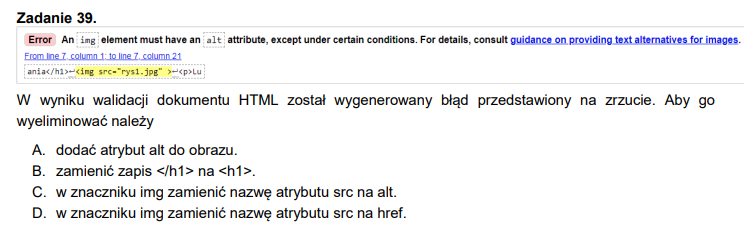 Zadanie 39.
Error An img element must have an alt attribute, except under certain conditions. For details, consult guidance on providing text alternatives for images.
From line 7, column 1; to line 7, column 21
ania</h1>↩<img src="rys1.jpg" >↩<p>Lu
W wyniku walidacji dokumentu HTML został wygenerowany błąd przedstawiony na zrzucie. Aby go
wyeliminować należy
A. dodać atrybut alt do obrazu.
B. zamienić zapis </h1> na <h1>.
C. w znaczniku img zamienić nazwę atrybutu src na alt.
D. w znaczniku img zamienić nazwę atrybutu src na href.